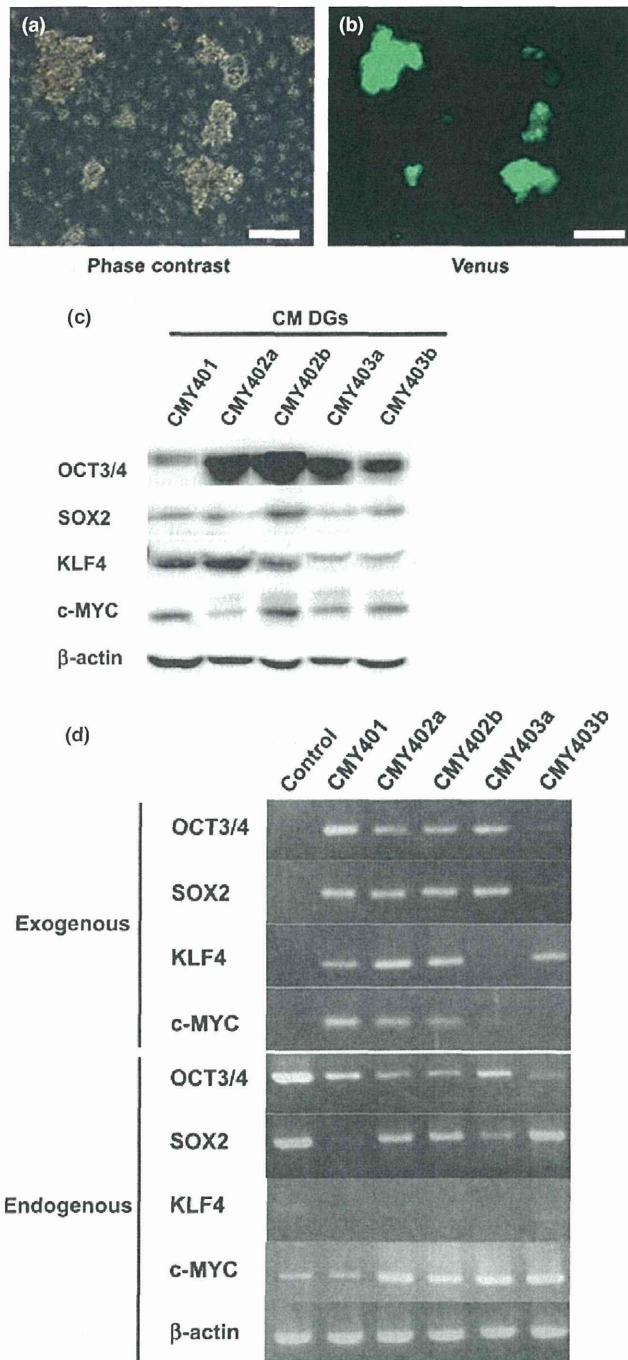 (a)
(b)
Phase contrast
Venus
(c)
CM DGs
CMY401
CMY402a
CMY402b
CMY403a
CMY403b
OCT3/4
SOX2
KLF4
c-MYC
β-actin
(d)
Control
CMY401
CMY402a
CMY402b
CMY403a
CMY403b
Exogenous
OCT3/4
SOX2
KLF4
c-MYC
Endogenous
OCT3/4
SOX2
KLF4
c-MYC
β-actin